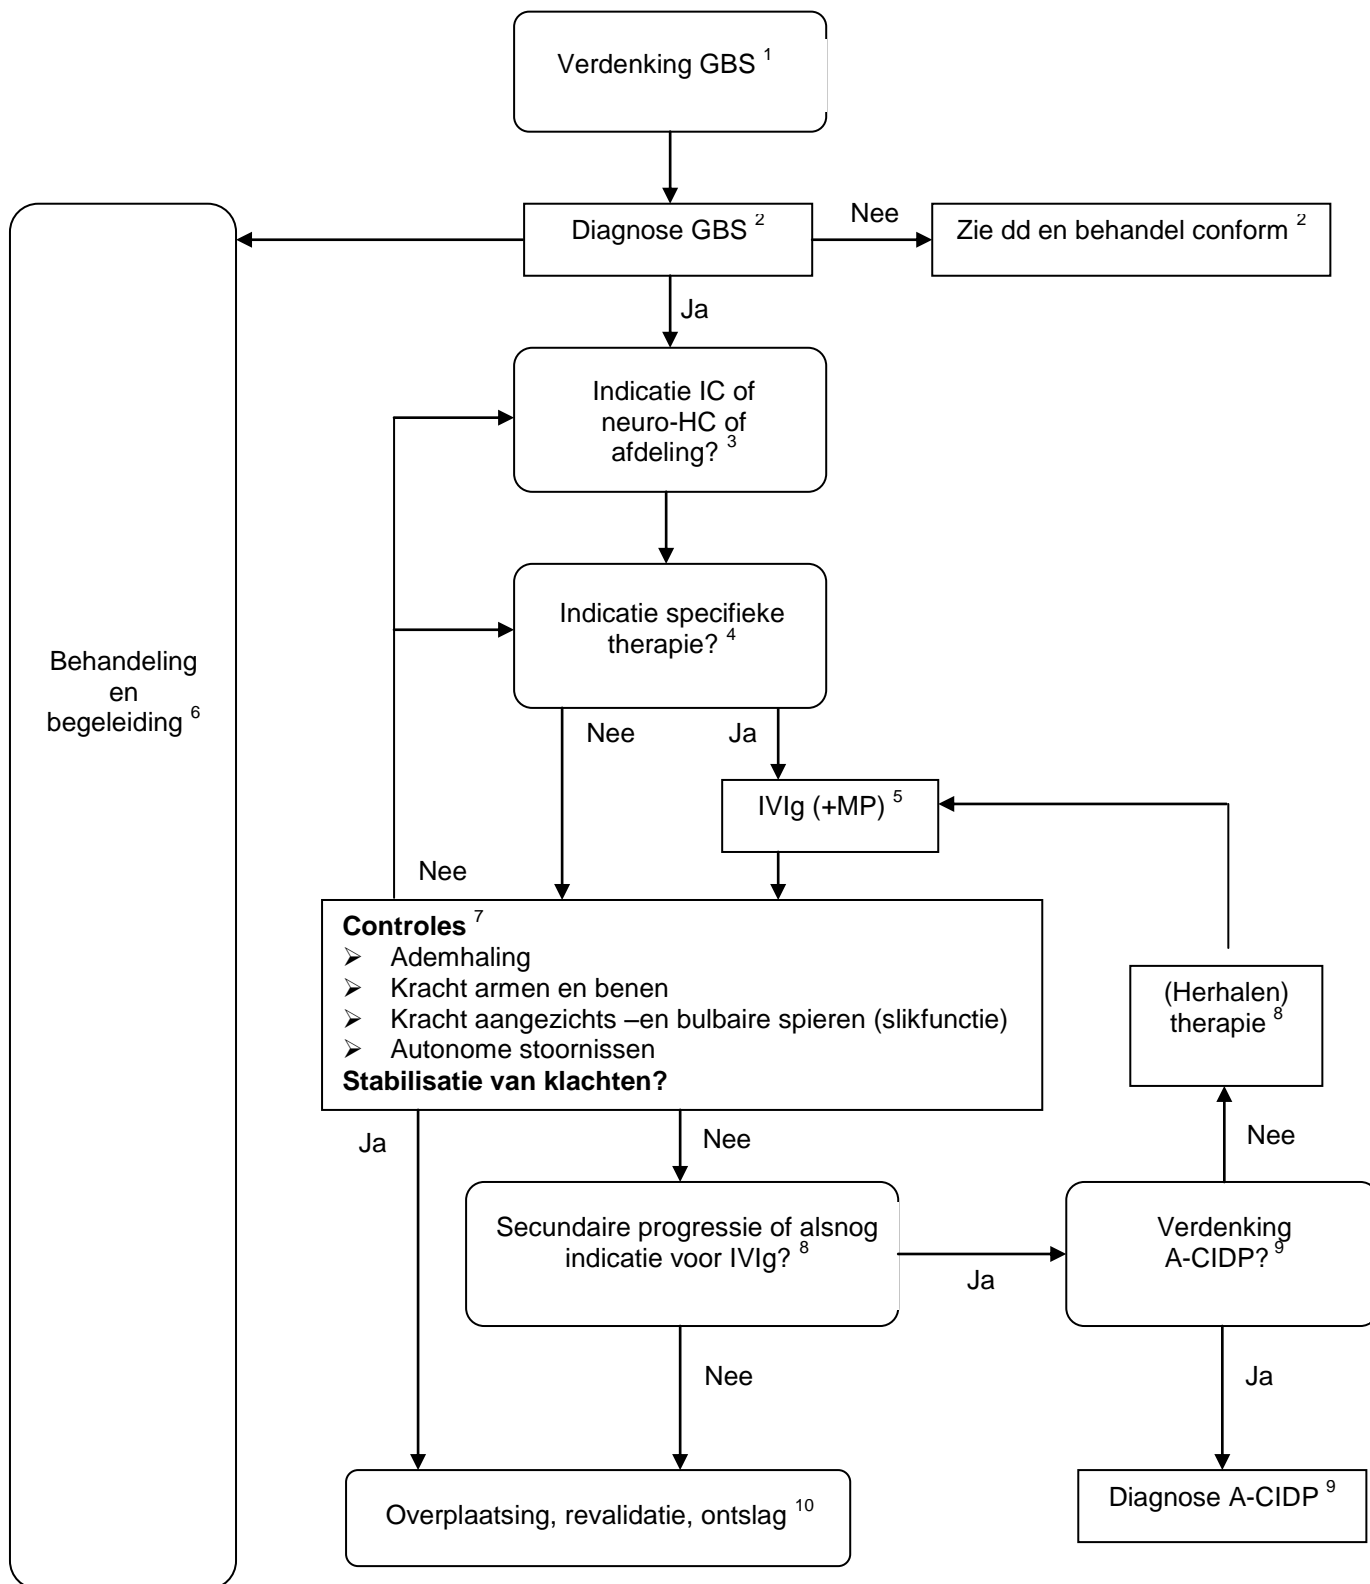 Verdenking GBS 1
Diagnose GBS 2
Nee
Zie dd en behandel conform 2
Ja
Indicatie IC of
neuro-HC of
afdeling? 3
Indicatie specifieke
therapie? 4
Behandeling
en
begeleiding 6
Nee
Ja
IVIg (+MP) 5
Nee
Controles 7
➢ Ademhaling
➢ Kracht armen en benen
➢ Kracht aangezichts –en bulbaire spieren (slikfunctie)
➢ Autonome stoornissen
Stabilisatie van klachten?
(Herhalen)
therapie 8
Ja
Nee
Nee
Secundaire progressie of alsnog
indicatie voor IVIg? 8
Ja
Verdenking
A-CIDP? 9
Nee
Ja
Overplaatsing, revalidatie, ontslag 10
Diagnose A-CIDP 9